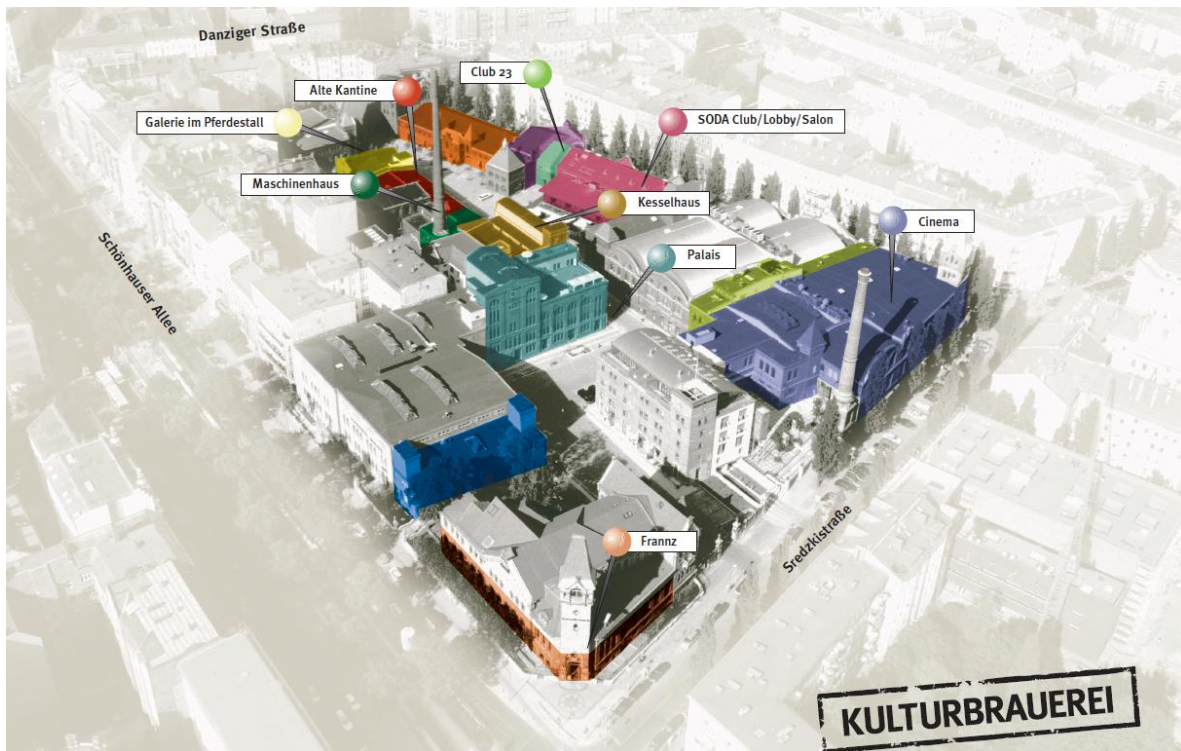 Danziger Straße
Club 23
Alte Kantine
Galerie im Pferdestall
SODA Club/Lobby/Salon
Maschinenhaus
Kesselhaus
Cinema
Palais
Schönhauser Allee
Frannz
Sredzkistraße
KULTURBRAUEREI